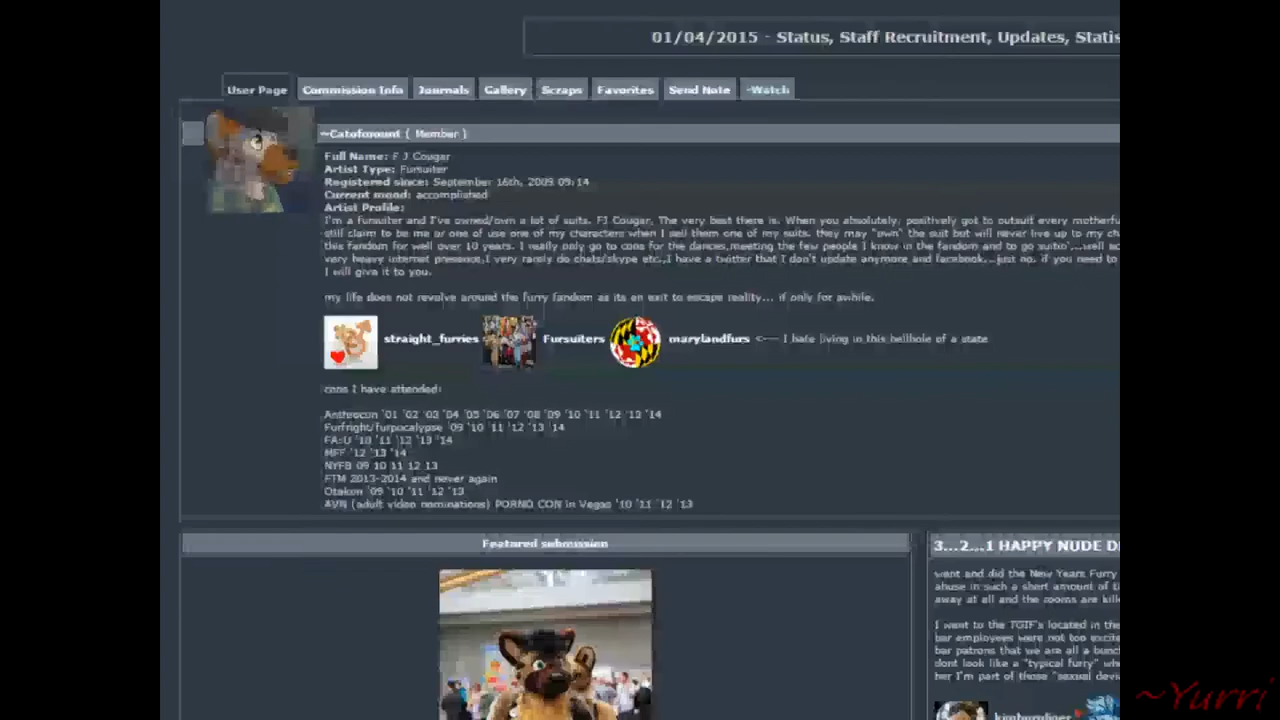 01/04/2015 - Status, Staff Recruitment, Updates, Statis
User Page Commission Info Journals Gallery Scraps Favorites Send Note -Watch
~Catofomount ( Member )
Full Name: F J Cougar
Artist Type: Fursuiter
Registered since: September 16th, 2009 09:14
Current mood: accomplished
Artist Profile:
I'm a fursuiter and I've owned/own a lot of suits. FJ Cougar, The very best there is. When you absolutely, positively got to outsuit every motherfu
still claim to be me or one of use one of my characters when I sell them one of my suits. they may "own" the suit but will never live up to my ch
this fandom for well over 10 years. I really only go to cons for the dances,meeting the few people I know in the fandom and to go suitin'...well so
very heavy internet presence,I very rarely do chats/skype etc.,I have a twitter that I don't update anymore and facebook...just no. if you need to
I will give it to you.
my life does not revolve around the furry fandom as its an exit to escape reality... if only for awhile.
straight_furries Fursuiters marylandfurs <--- I hate living in this hellhole of a state
cons I have attended:
Anthrocon '01 '02 '03 '04 '05 '06 '07 '08 '09 '10 '11 '12 '13 '14
Furfright/furpocalypse '09 '10 '11 '12 '13 '14
FA:U '10 '11 '12 '13 '14
MFF '12 '13 '14
NYFB 09 10 11 12 13
FTM 2013-2014 and never again
Otakon '09 '10 '11 '12 '13
AVN (adult video nominations) PORNO CON in Vegas '10 '11 '12 '13
Featured submission
3...2...1 HAPPY NUDE D
went and did the New Years Furry
abuse in such a short amount of ti
away at all and the rooms are kille
I went to the TGIF's located in the
bar employees were not too excite
bar patrons that we are all a bunc
dont look like a "typical furry" wh
her I'm part of those "sexual devi
kimburgliner
~Yurri